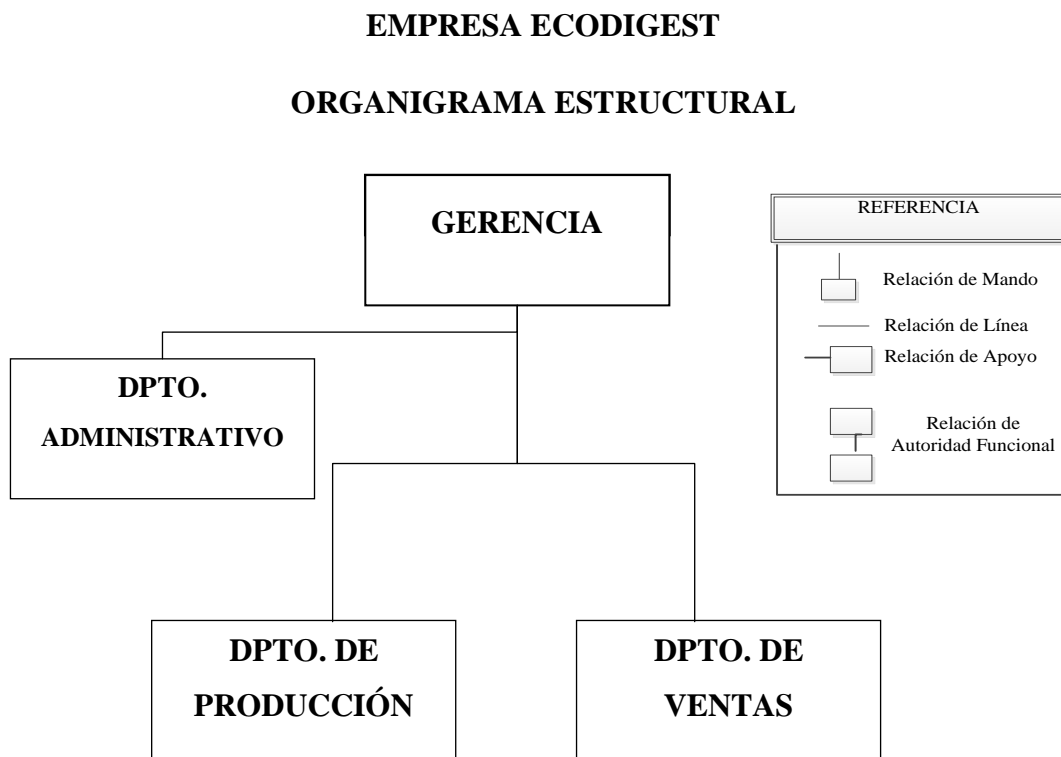 EMPRESA ECODIGEST
ORGANIGRAMA ESTRUCTURAL
GERENCIA
REFERENCIA
Relación de Mando
Relación de Línea
Relación de Apoyo
Relación de
Autoridad Funcional
DPTO.
ADMINISTRATIVO
DPTO. DE
PRODUCCIÓN
DPTO. DE
VENTAS